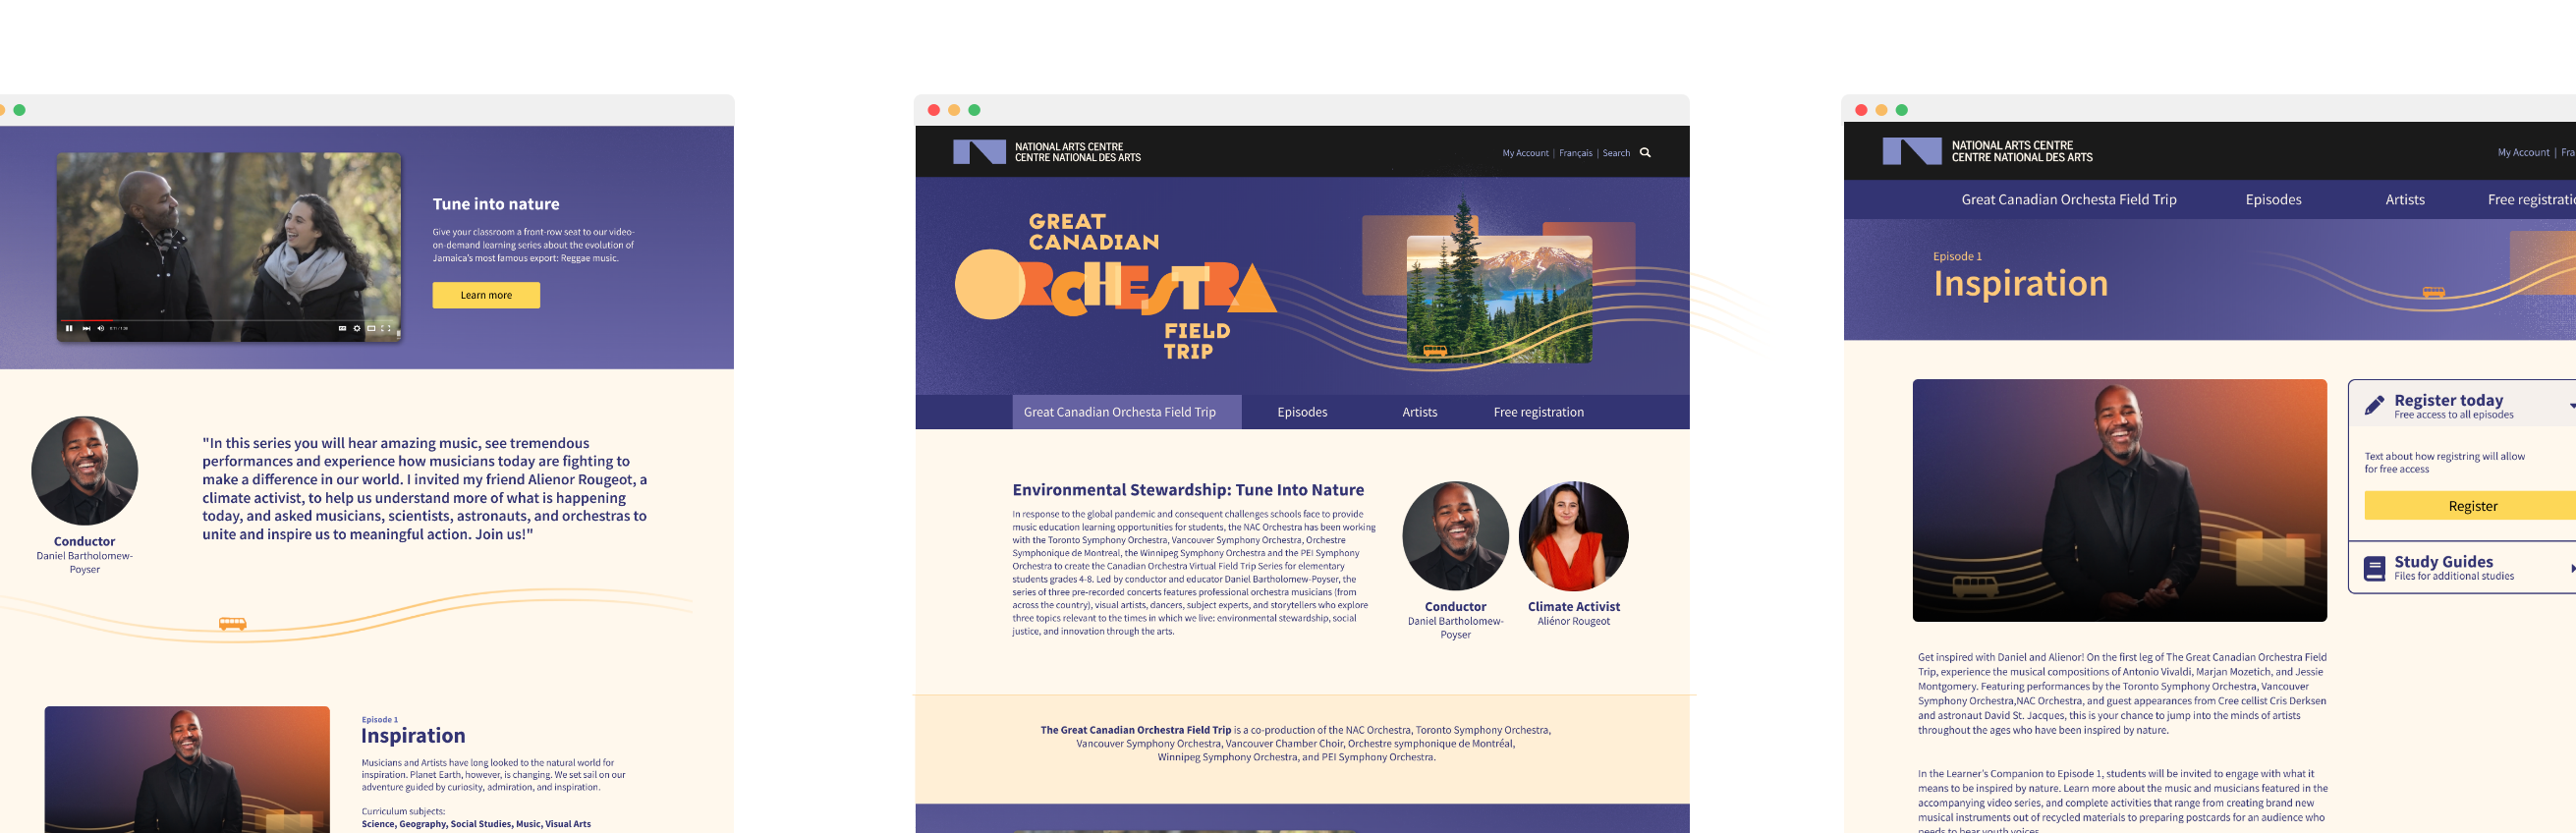 Tune into nature
Give your classroom a front-row seat to our video-
on-demand learning series about the evolution of
Jamaica's most famous export: Reggae music.
Learn more
"In this series you will hear amazing music, see tremendous
performances and experience how musicians today are fighting to
make a difference in our world. I invited my friend Alienor Rougeot, a
climate activist, to help us understand more of what is happening
today, and asked musicians, scientists, astronauts, and orchestras to
unite and inspire us to meaningful action. Join us!"
Conductor
Daniel Bartholomew-
Poyser
Episode 1
Inspiration
Musicians and Artists have long looked to the natural world for
inspiration. Planet Earth, however, is changing. We set sail on our
adventure guided by curiosity, admiration, and inspiration.
Curriculum subjects:
Science, Geography, Social Studies, Music, Visual Arts
NATIONAL ARTS CENTRE
CENTRE NATIONAL DES ARTS
My Account | Français | Search
GREAT
CANADIAN
ORCHESTRA
FIELD
TRIP
Great Canadian Orchesta Field Trip
Episodes
Artists
Free registration
Environmental Stewardship: Tune Into Nature
In response to the global pandemic and consequent challenges schools face to provide
music education learning opportunities for students, the NAC Orchestra has been working
with the Toronto Symphony Orchestra, Vancouver Symphony Orchestra, Orchestre
Symphonique de Montreal, the Winnipeg Symphony Orchestra and the PEI Symphony
Orchestra to create the Canadian Orchestra Virtual Field Trip Series for elementary
students grades 4-8. Led by conductor and educator Daniel Bartholomew-Poyser, the
series of three pre-recorded concerts features professional orchestra musicians (from
across the country), visual artists, dancers, subject experts, and storytellers who explore
three topics relevant to the times in which we live: environmental stewardship, social
justice, and innovation through the arts.
Conductor
Daniel Bartholomew-
Poyser
Climate Activist
Aliénor Rougeot
The Great Canadian Orchestra Field Trip is a co-production of the NAC Orchestra, Toronto Symphony Orchestra,
Vancouver Symphony Orchestra, Vancouver Chamber Choir, Orchestre symphonique de Montréal,
Winnipeg Symphony Orchestra, and PEI Symphony Orchestra.
NATIONAL ARTS CENTRE
CENTRE NATIONAL DES ARTS
My Account | Fra
Great Canadian Orchesta Field Trip
Episodes
Artists
Free registratio
Episode 1
Inspiration
Register today
Free access to all episodes
Text about how registring will allow
for free access
Register
Study Guides
Files for additional studies
Get inspired with Daniel and Alienor! On the first leg of The Great Canadian Orchestra Field
Trip, experience the musical compositions of Antonio Vivaldi, Marjan Mozetich, and Jessie
Montgomery. Featuring performances by the Toronto Symphony Orchestra, Vancouver
Symphony Orchestra,NAC Orchestra, and guest appearances from Cree cellist Cris Derksen
and astronaut David St. Jacques, this is your chance to jump into the minds of artists
throughout the ages who have been inspired by nature.
In the Learner's Companion to Episode 1, students will be invited to engage with what it
means to be inspired by nature. Learn more about the music and musicians featured in the
accompanying video series, and complete activities that range from creating brand new
musical instruments out of recycled materials to preparing postcards for an audience who
needs to hear youth voices